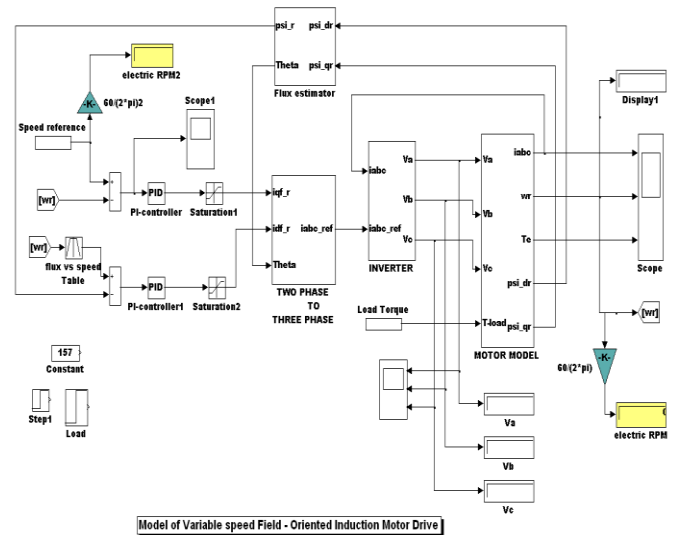 psi_r
psi_dr
Theta
psi_qr
Flux estimator
electric RPM2
-K-
60/(2*pi)2
Scope1
Speed reference
Display1
iabc
Va
Va
iabc
[wr]
PID
PI-controller
Saturation1
iqf_r
idf_r
iabc_ref
iabc_ref
Theta
Vb
Vb
wr
Vc
Vc
Te
INVERTER
Scope
[wr]
flux vs speed
Table
PID
PI-controller1
Saturation2
TWO PHASE
TO
THREE PHASE
Load Torque
T-load
psi_dr
psi_qr
MOTOR MODEL
[wr]
157
Constant
-K-
60/(2*pi)
Step1
Load
Va
electric RPM
Vb
Vc
Model of Variable speed Field - Oriented Induction Motor Drive